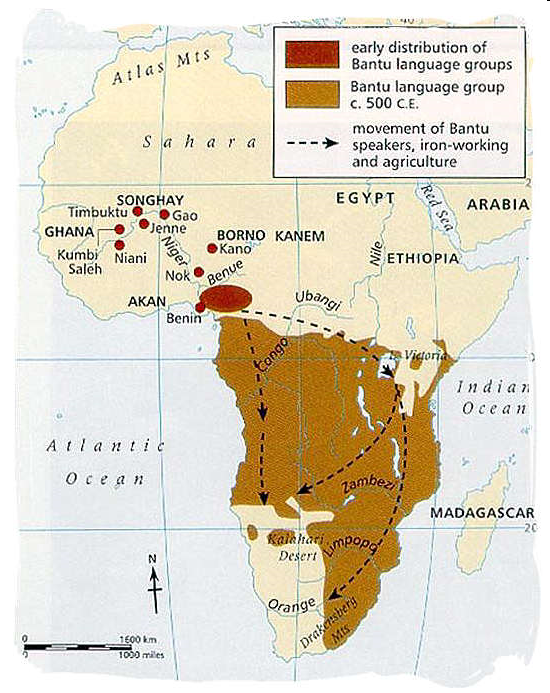 early distribution of
Bantu language groups
Bantu language group
c. 500 C.E.
movement of Bantu
speakers, iron-working
and agriculture
Atlas Mts
Sahara
EGYPT
Red Sea
ARABIA
SONGHAY
Timbuktu
Gao
GHANA
Jenne
BORNO KANEM
Kano
Nile
Kumbi
Saleh
Niani
Niger
ETHIOPIA
Nok
Benue
AKAN
Ubangi
Benin
Congo
L. Victoria
Indian
Ocean
Atlantic
Ocean
Zambezi
MADAGASCAR
20
Kalahari
Desert
Limpopo
N
Orange
Drakensberg
Mts
0 1600 km
0 1000 miles